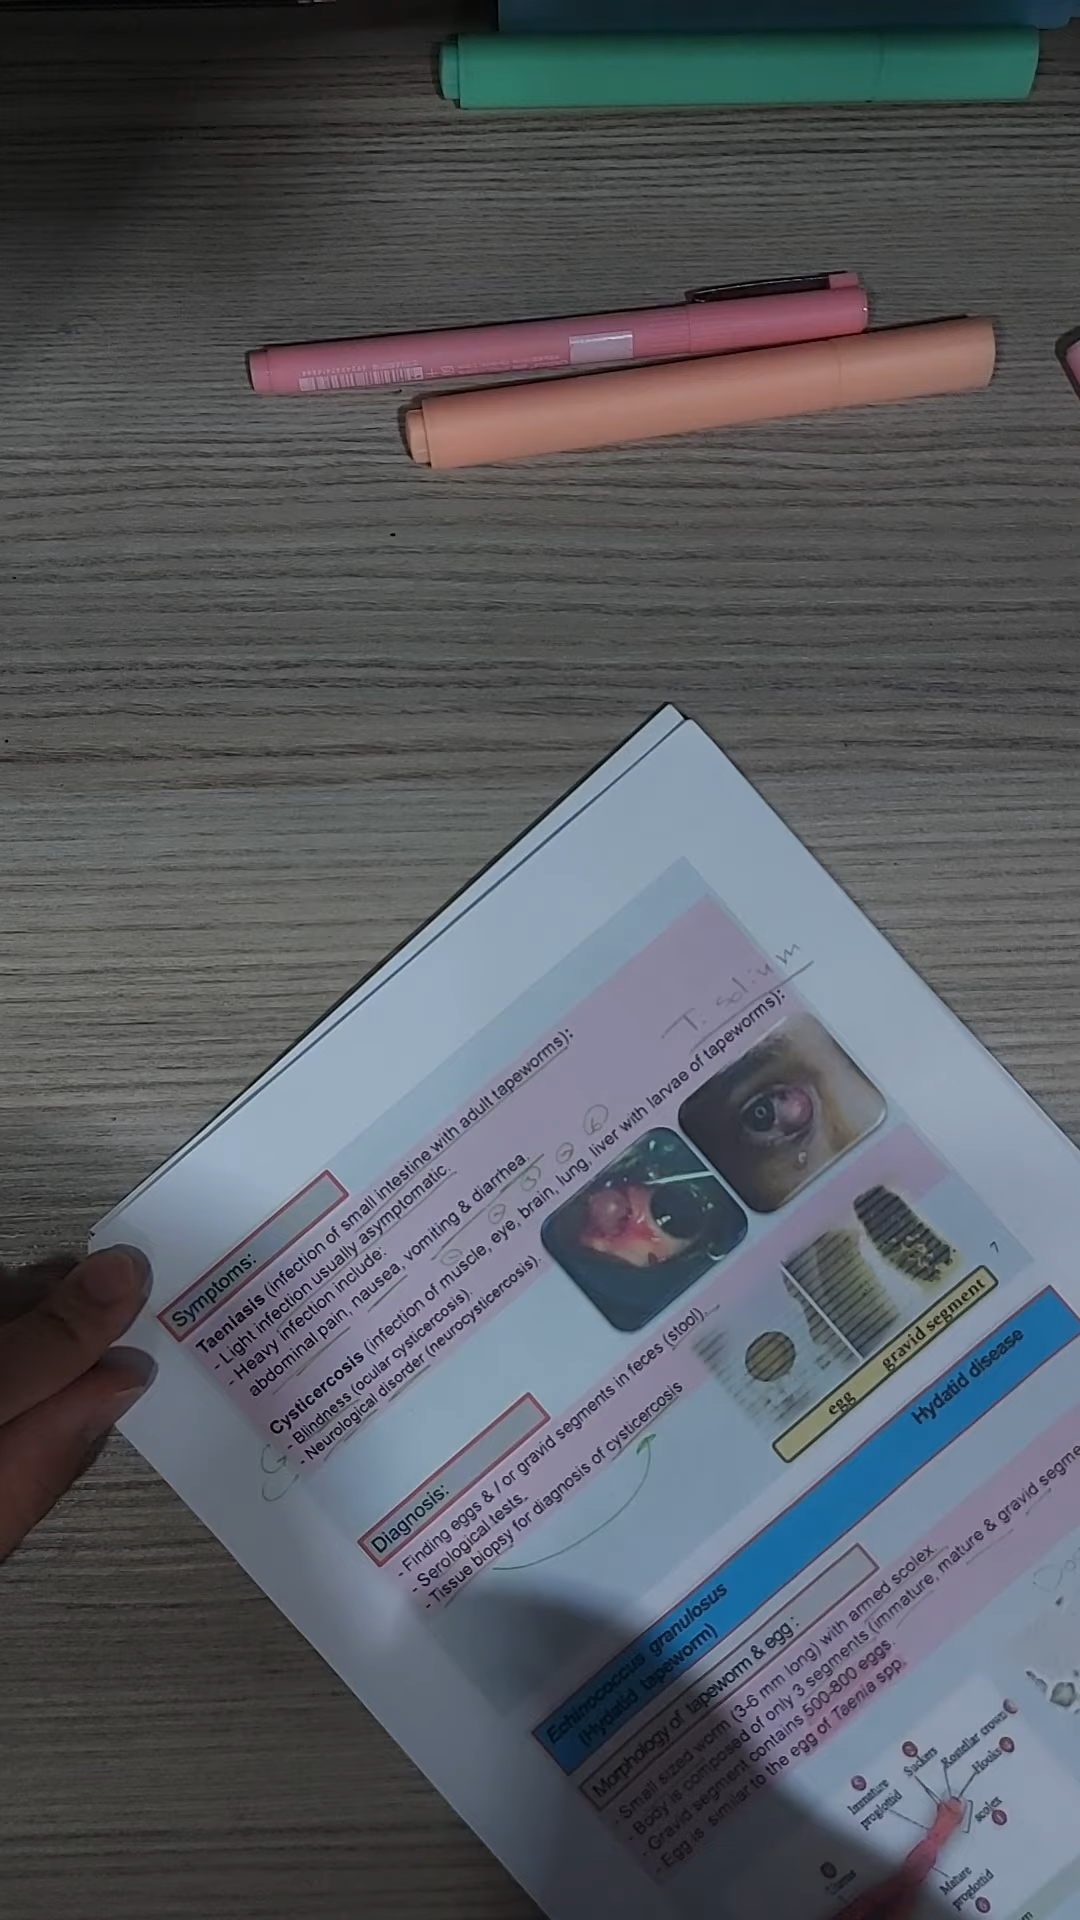 Symptoms:
Taeniasis (infection of small intestine with adult tapeworms):
- Light infection usually asymptomatic.
- Heavy infection include:
abdominal pain, nausea, vomiting & diarrhea.
T. solium
Cysticercosis (infection of muscle, eye, brain, lung, liver with larvae of tapeworms):
- Blindness (ocular cysticercosis).
- Neurological disorder (neurocysticercosis).
Diagnosis:
- Finding eggs & / or gravid segments in feces (stool).
- Serological tests.
- Tissue biopsy for diagnosis of cysticercosis
egg gravid segment
7
Echinococcus granulosus
(Hydatid tapeworm)
Hydatid disease
Morphology of tapeworm & egg :
- Small sized worm (3-6 mm long) with armed scolex.
- Body is composed of only 3 segments (immature, mature & gravid segme
- Gravid segment contains 500-800 eggs.
- Egg is similar to the egg of Taenia spp.
Rostellar crown
Suckers
Hooks
Immature
proglottid
scolex
Mature
proglottid